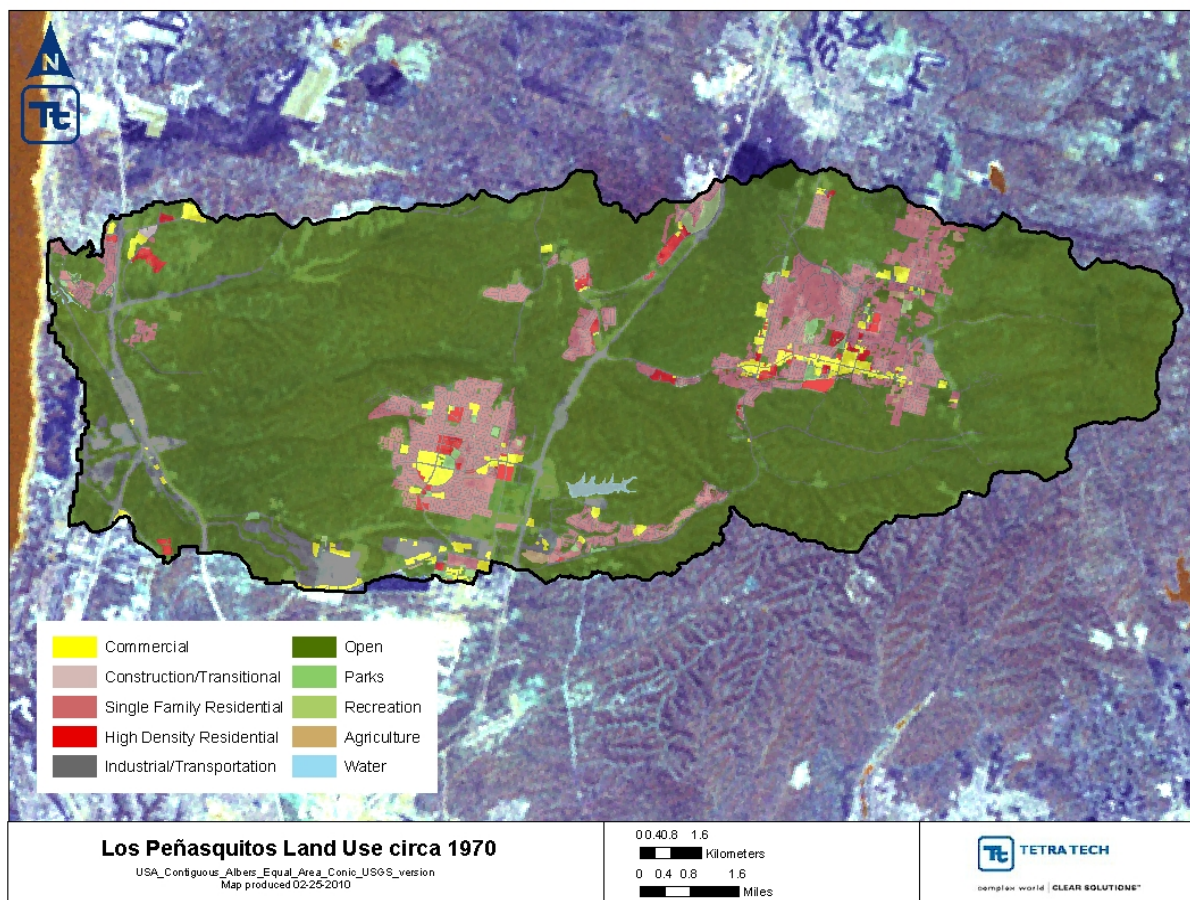 N
Tt
Commercial
Construction/Transitional
Single Family Residential
High Density Residential
Industrial/Transportation
Open
Parks
Recreation
Agriculture
Water
Los Peñasquitos Land Use circa 1970
USA_Contiguous_Albers_Equal_Area_Conic_USGS_version
Map produced 02-25-2010
0 0.4 0.8 1.6
Kilometers
0 0.4 0.8 1.6
Miles
Tt TETRA TECH
complex world | CLEAR SOLUTIONS™